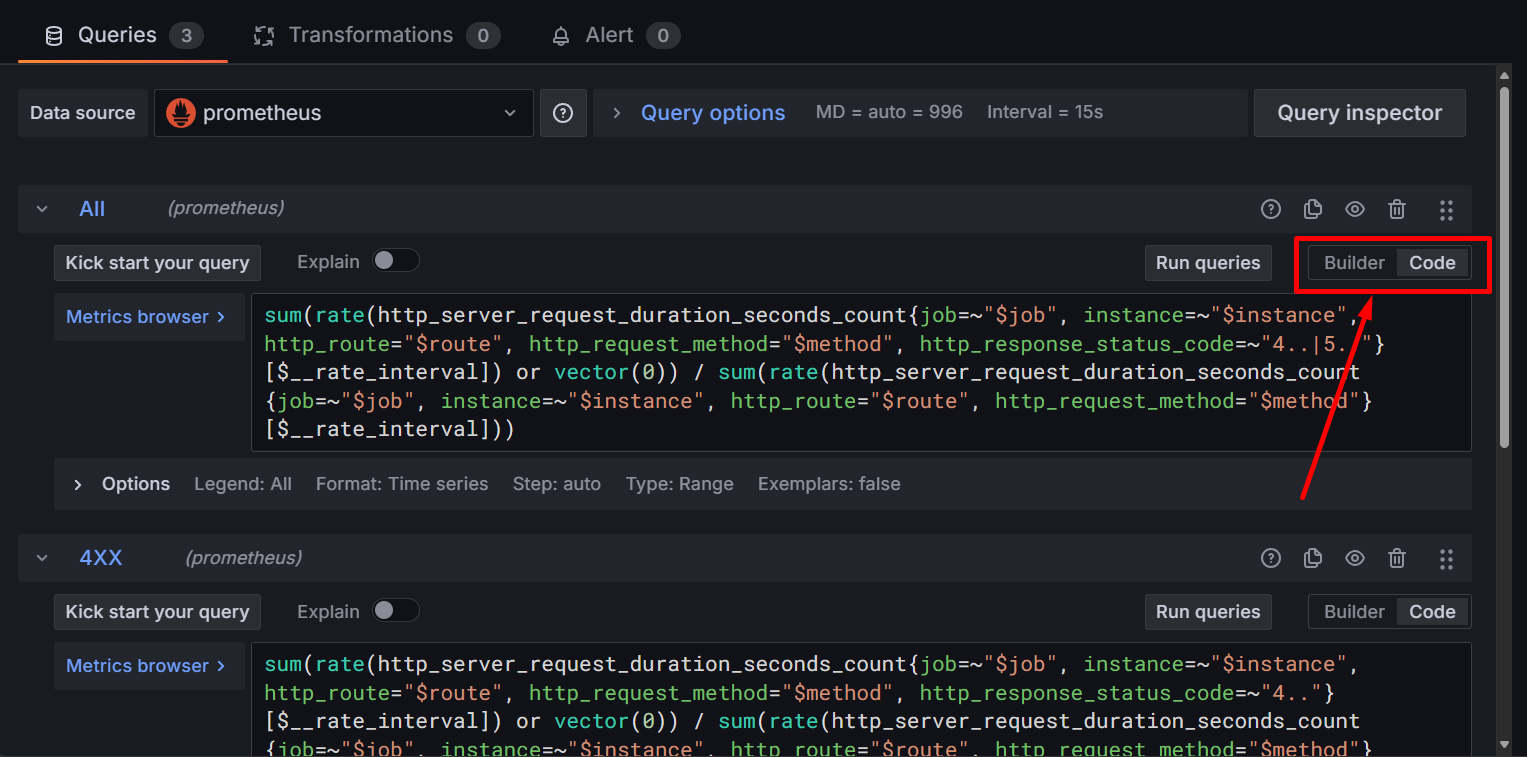 Queries 3 Transformations 0 Alert 0
Data source prometheus Query options MD = auto = 996 Interval = 15s Query inspector
All (prometheus)
Kick start your query Explain Run queries Builder Code
Metrics browser >
sum(rate(http_server_request_duration_seconds_count{job=~"$job", instance=~"$instance",
http_route="$route", http_request_method="$method", http_response_status_code=~"4..|5.."}
[$__rate_interval]) or vector(0)) / sum(rate(http_server_request_duration_seconds_count
{job=~"$job", instance=~"$instance", http_route="$route", http_request_method="$method"}
[$__rate_interval]))
> Options Legend: All Format: Time series Step: auto Type: Range Exemplars: false
4XX (prometheus)
Kick start your query Explain Run queries Builder Code
Metrics browser >
sum(rate(http_server_request_duration_seconds_count{job=~"$job", instance=~"$instance",
http_route="$route", http_request_method="$method", http_response_status_code=~"4.."}
[$__rate_interval]) or vector(0)) / sum(rate(http_server_request_duration_seconds_count
{job=~"$job", instance=~"$instance", http_route="$route", http_request_method="$method"}